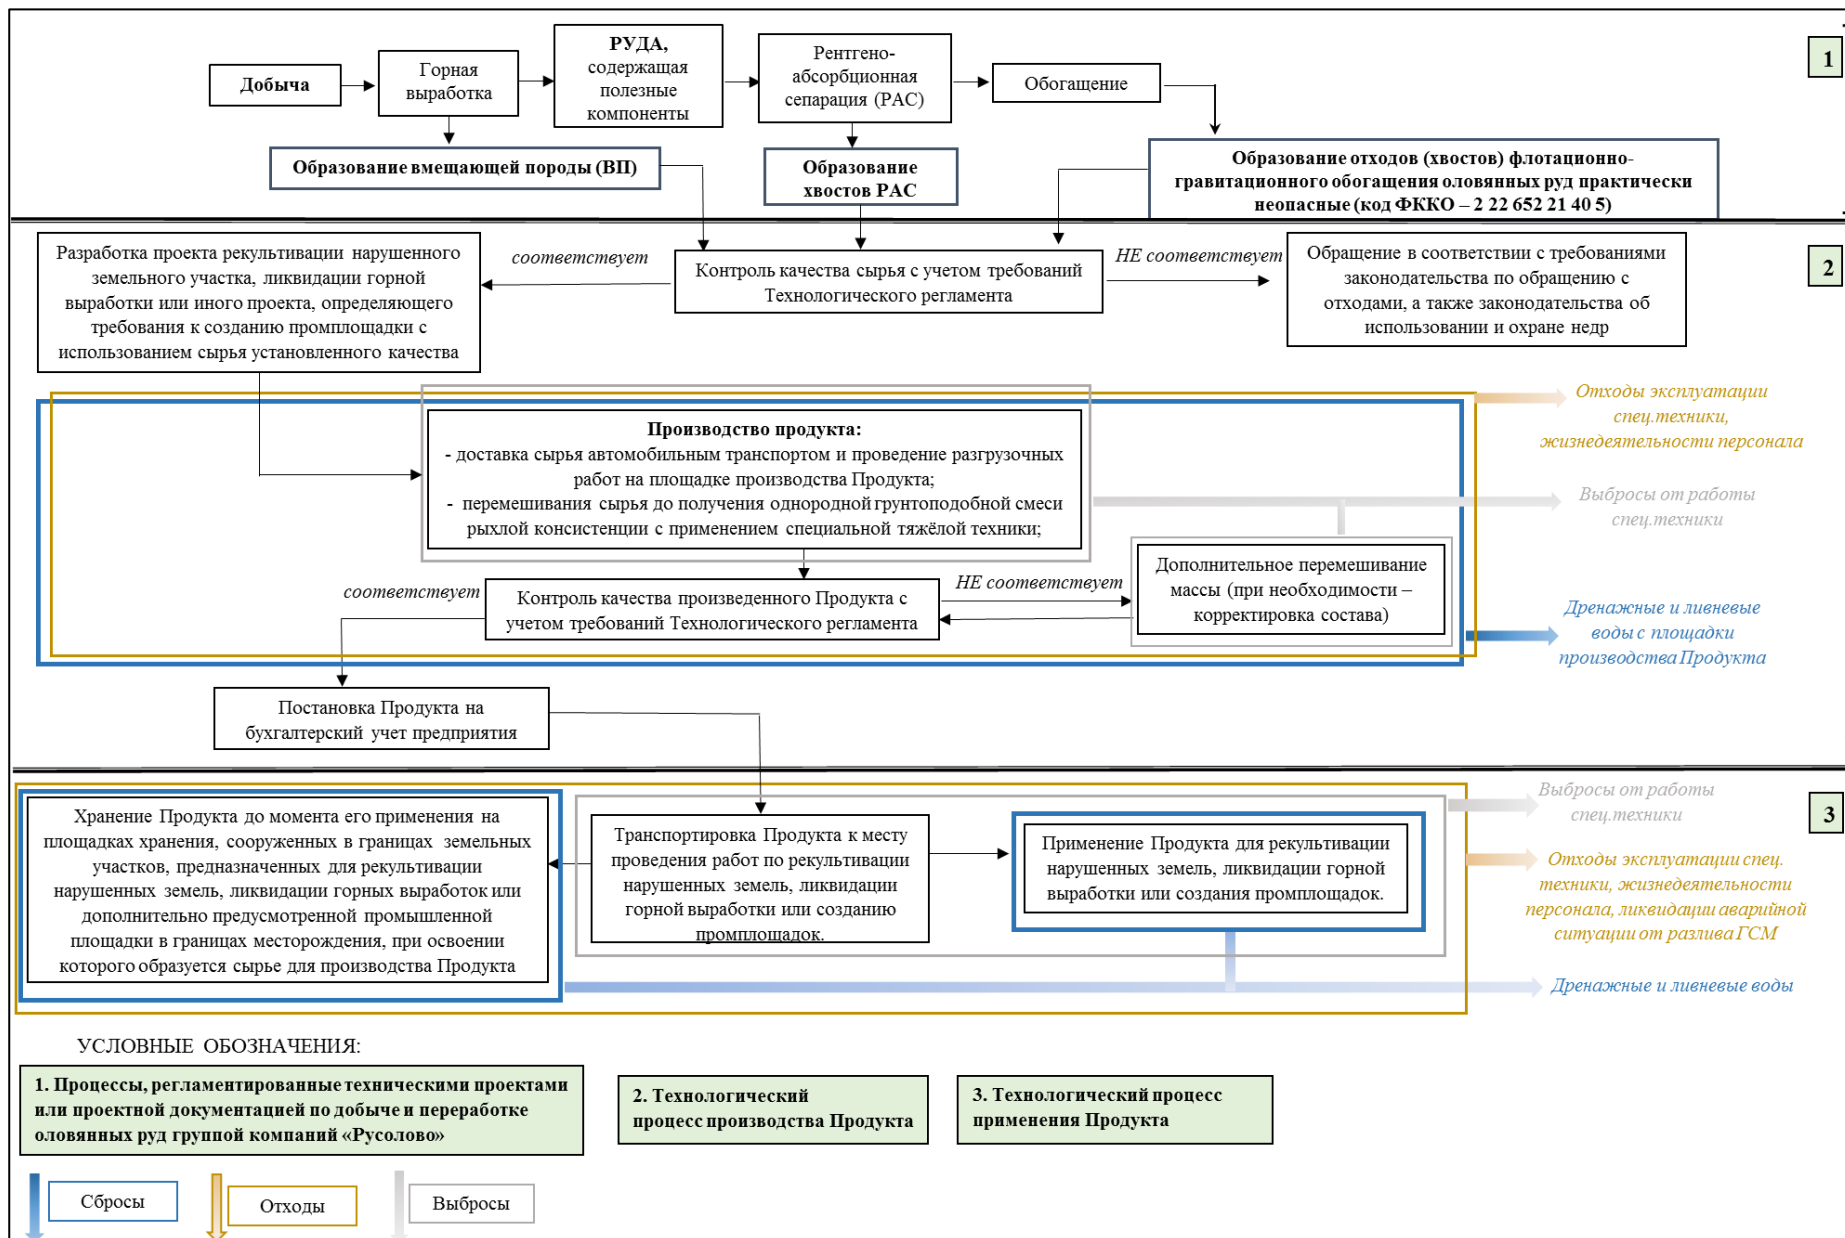 1
Добыча
Горная
выработка
РУДА,
содержащая
полезные
компоненты
Рентгено-
абсорбционная
сепарация (РАС)
Обогащение
Образование вмещающей породы (ВП)
Образование
хвостов РАС
Образование отходов (хвостов) флотационно-
гравитационного обогащения оловянных руд практически
неопасные (код ФККО – 2 22 652 21 40 5)
2
Разработка проекта рекультивации нарушенного
земельного участка, ликвидации горной
выработки или иного проекта, определяющего
требования к созданию промплощадки с
использованием сырья установленного качества
соответствует
Контроль качества сырья с учетом требований
Технологического регламента
НЕ соответствует
Обращение в соответствии с требованиями
законодательства по обращению с
отходами, а также законодательства об
использовании и охране недр
Производство продукта:
- доставка сырья автомобильным транспортом и проведение разгрузочных
работ на площадке производства Продукта;
- перемешивания сырья до получения однородной грунтоподобной смеси
рыхлой консистенции с применением специальной тяжёлой техники;
Отходы эксплуатации
спец.техники,
жизнедеятельности персонала
Выбросы от работы
спец.техники
соответствует
Контроль качества произведенного Продукта с
учетом требований Технологического регламента
НЕ соответствует
Дополнительное перемешивание
массы (при необходимости –
корректировка состава)
Дренажные и ливневые
воды с площадки
производства Продукта
Постановка Продукта на
бухгалтерский учет предприятия
3
Хранение Продукта до момента его применения на
площадках хранения, сооруженных в границах земельных
участков, предназначенных для рекультивации
нарушенных земель, ликвидации горных выработок или
дополнительно предусмотренной промышленной
площадки в границах месторождения, при освоении
которого образуется сырье для производства Продукта
Транспортировка Продукта к месту
проведения работ по рекультивации
нарушенных земель, ликвидации
горной выработки или созданию
промплощадок.
Применение Продукта для рекультивации
нарушенных земель, ликвидации горной
выработки или создания промплощадок.
Выбросы от работы
спец.техники
Отходы эксплуатации спец.
техники, жизнедеятельности
персонала, ликвидации аварийной
ситуации от разлива ГСМ
Дренажные и ливневые воды
УСЛОВНЫЕ ОБОЗНАЧЕНИЯ:
1. Процессы, регламентированные техническими проектами
или проектной документацией по добыче и переработке
оловянных руд группой компаний «Русолово»
2. Технологический
процесс производства Продукта
3. Технологический процесс
применения Продукта
Сбросы
Отходы
Выбросы